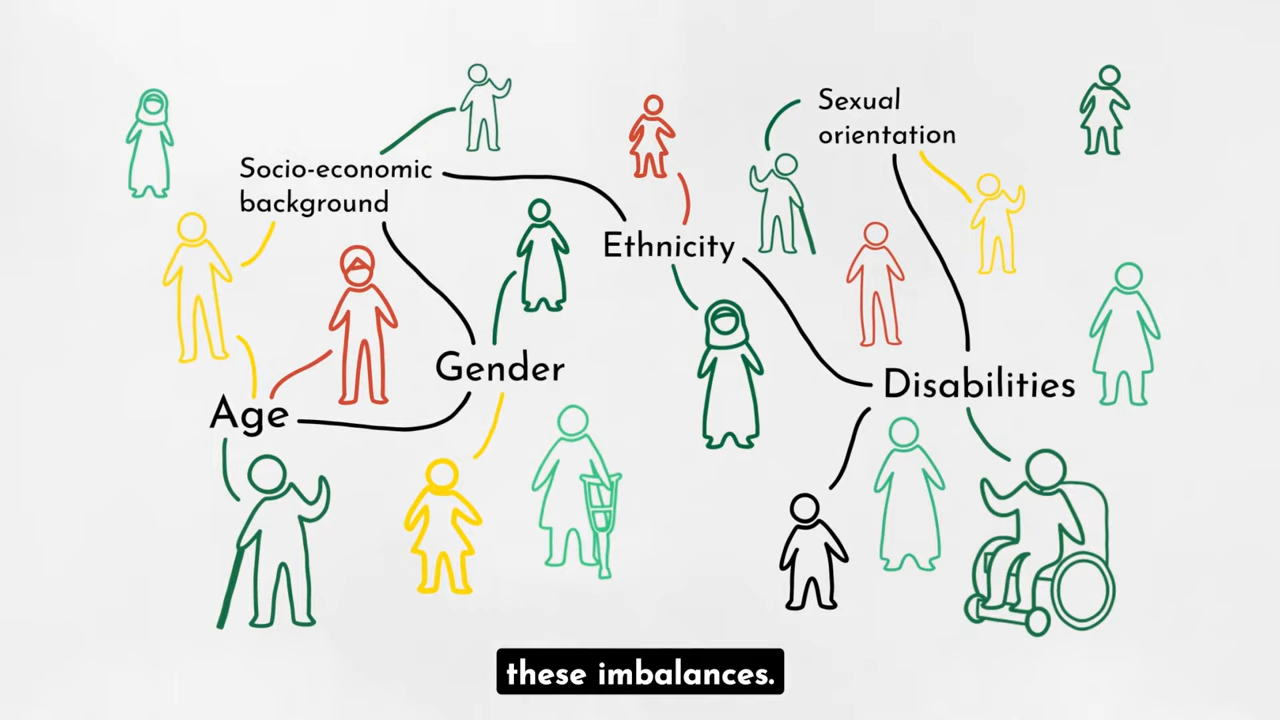 Sexual
orientation
Socio-economic
background
Ethnicity
Gender
Disabilities
Age
these imbalances.